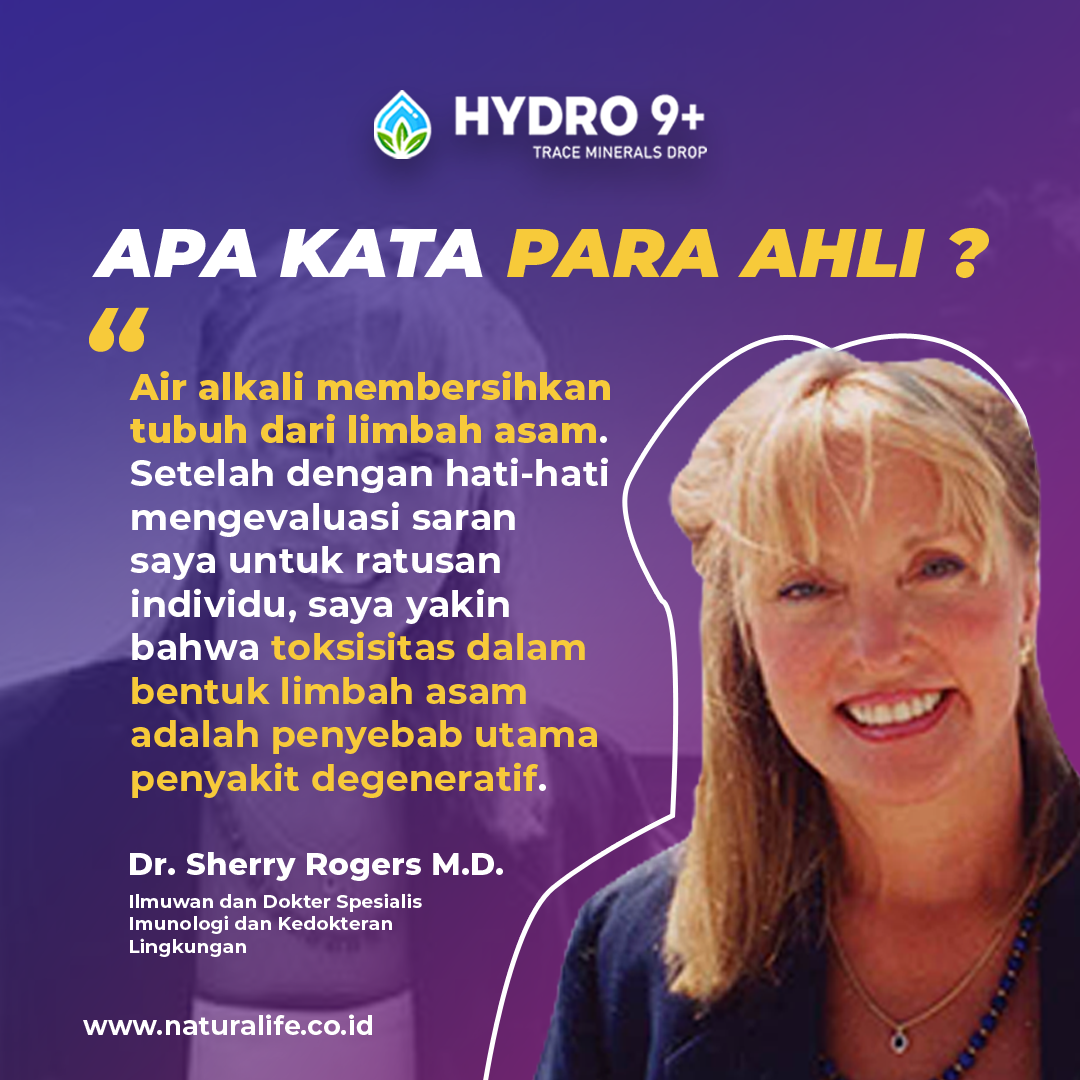 HYDRO 9+
TRACE MINERALS DROP
APA KATA PARA AHLI ?
“
Air alkali membersihkan
tubuh dari limbah asam.
Setelah dengan hati-hati
mengevaluasi saran
saya untuk ratusan
individu, saya yakin
bahwa toksisitas dalam
bentuk limbah asam
adalah penyebab utama
penyakit degeneratif.
Dr. Sherry Rogers M.D.
Ilmuwan dan Dokter Spesialis
Imunologi dan Kedokteran
Lingkungan
www.naturalife.co.id